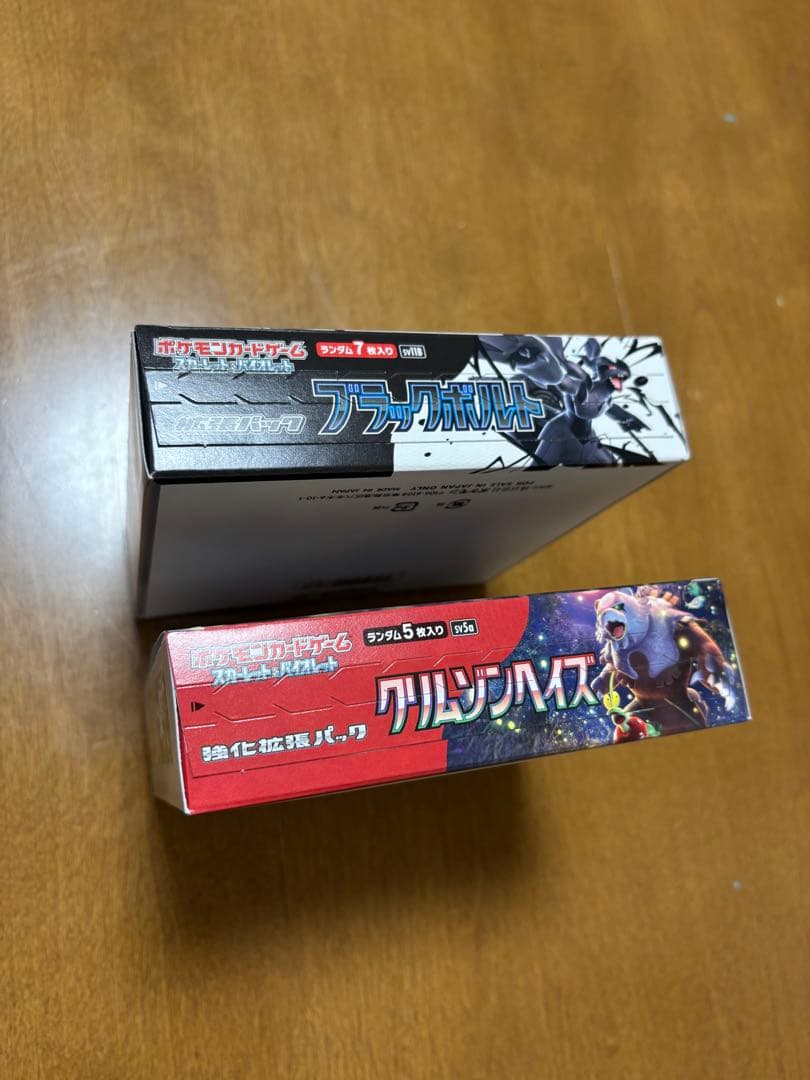 ポケモンカードゲーム
スカーレット&バイオレット
ランダム7枚入り
sv11B
拡張パック
ブラックボルト
FOR SALE IN JAPAN ONLY MADE IN JAPAN
ポケモンカードゲーム
スカーレット&バイオレット
ランダム5枚入り
sv5a
強化拡張パック
クリムゾンヘイズ